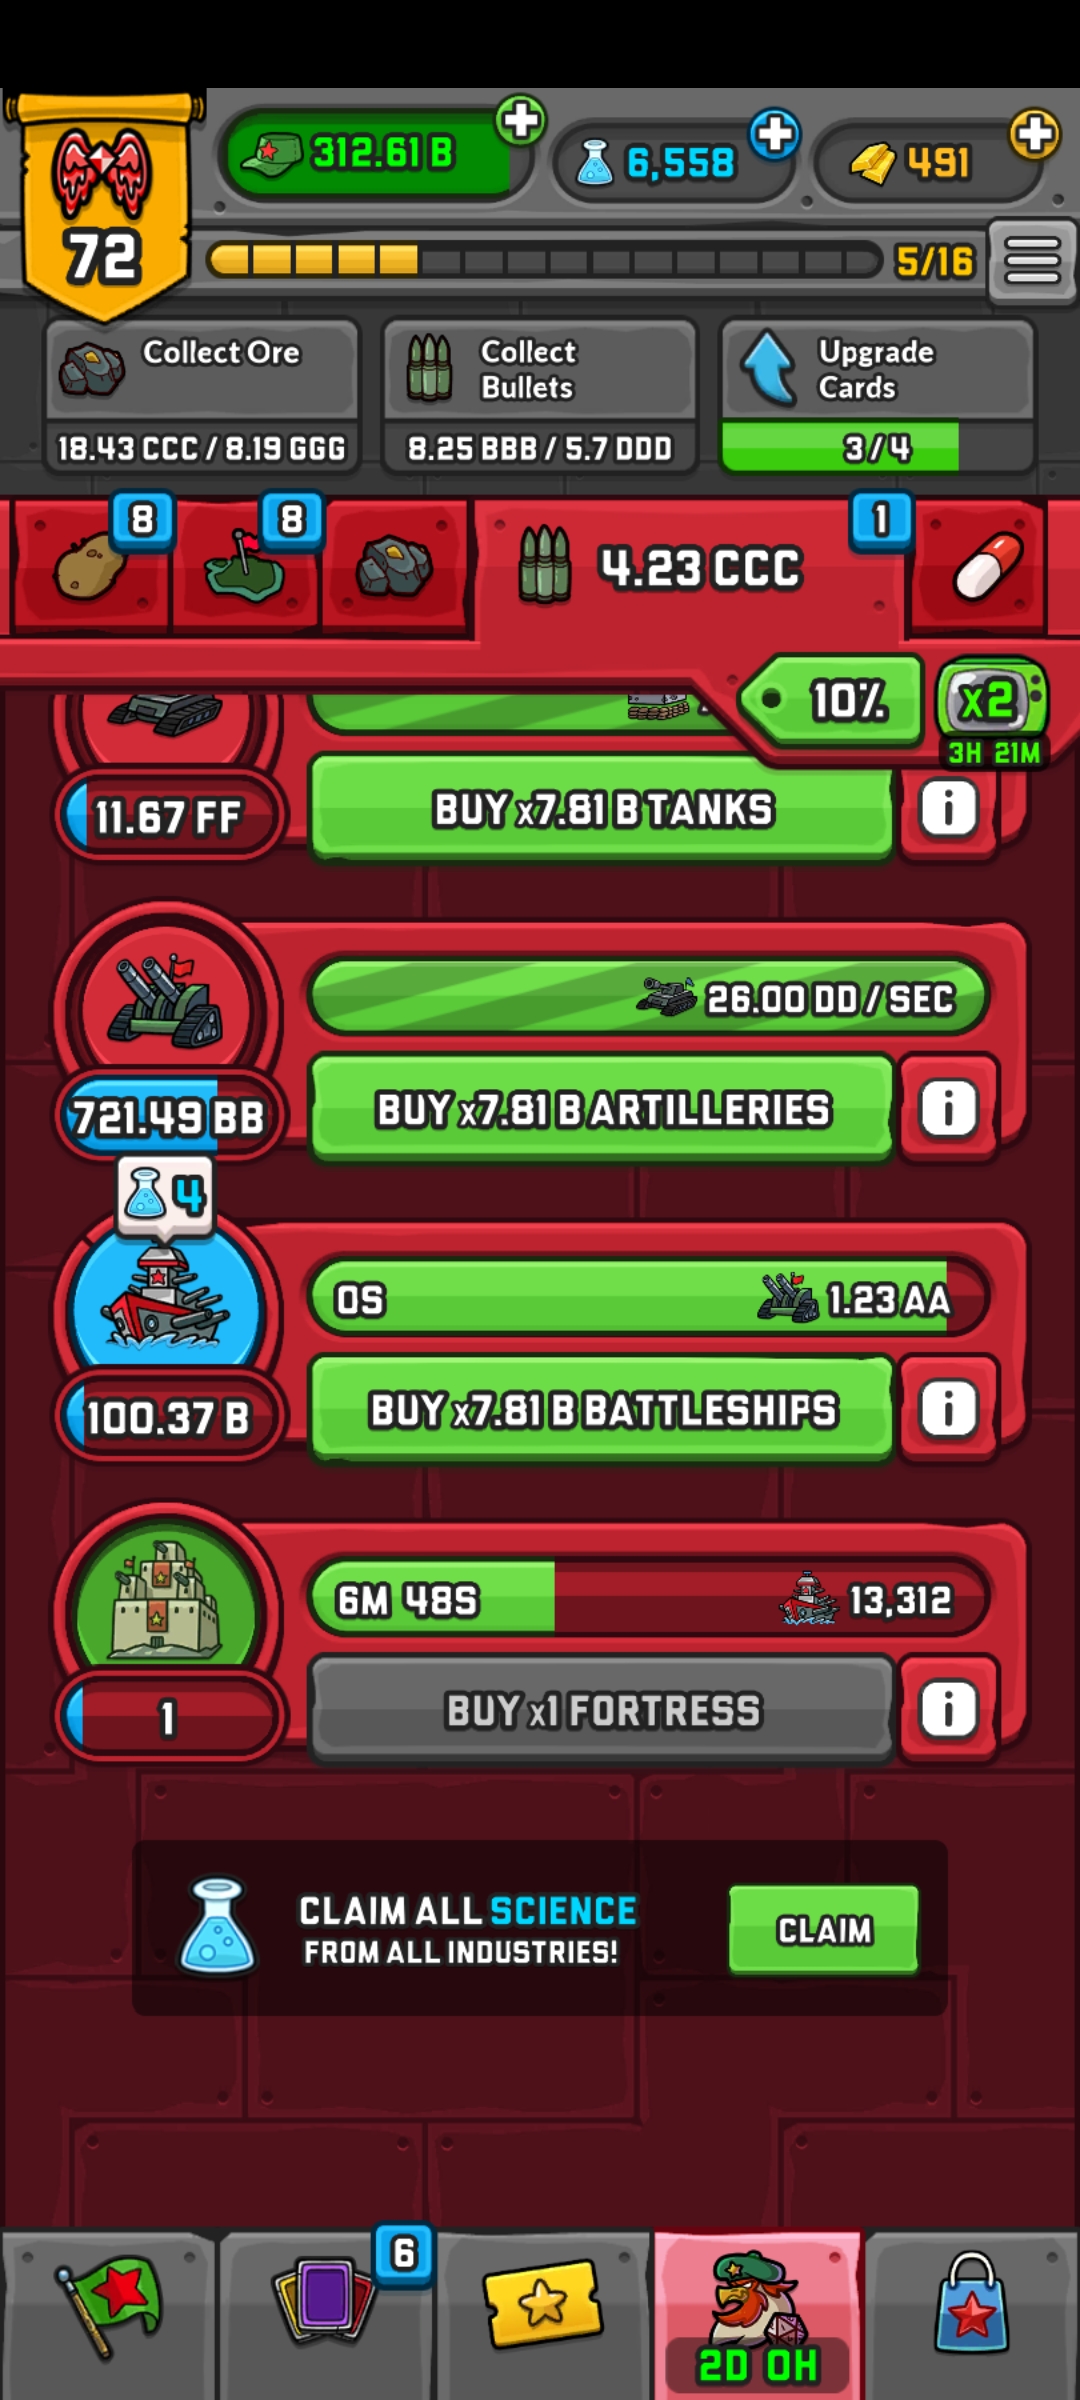 312.61 B
6,558
491
72
5/16
Collect Ore
18.43 CCC / 8.19 GGG
Collect
Bullets
8.25 BBB / 5.7 DDD
Upgrade
Cards
3/4
8
8
4.23 CCC
1
10%
x2
3H 21M
11.67 FF
BUY x7.81 B TANKS
i
26.00 DD / SEC
721.49 BB
BUY x7.81 B ARTILLERIES
i
4
0S
1.23 AA
100.37 B
BUY x7.81 B BATTLESHIPS
i
6M 48S
13,312
1
BUY x1 FORTRESS
i
CLAIM ALL SCIENCE
FROM ALL INDUSTRIES!
CLAIM
6
2D 0H